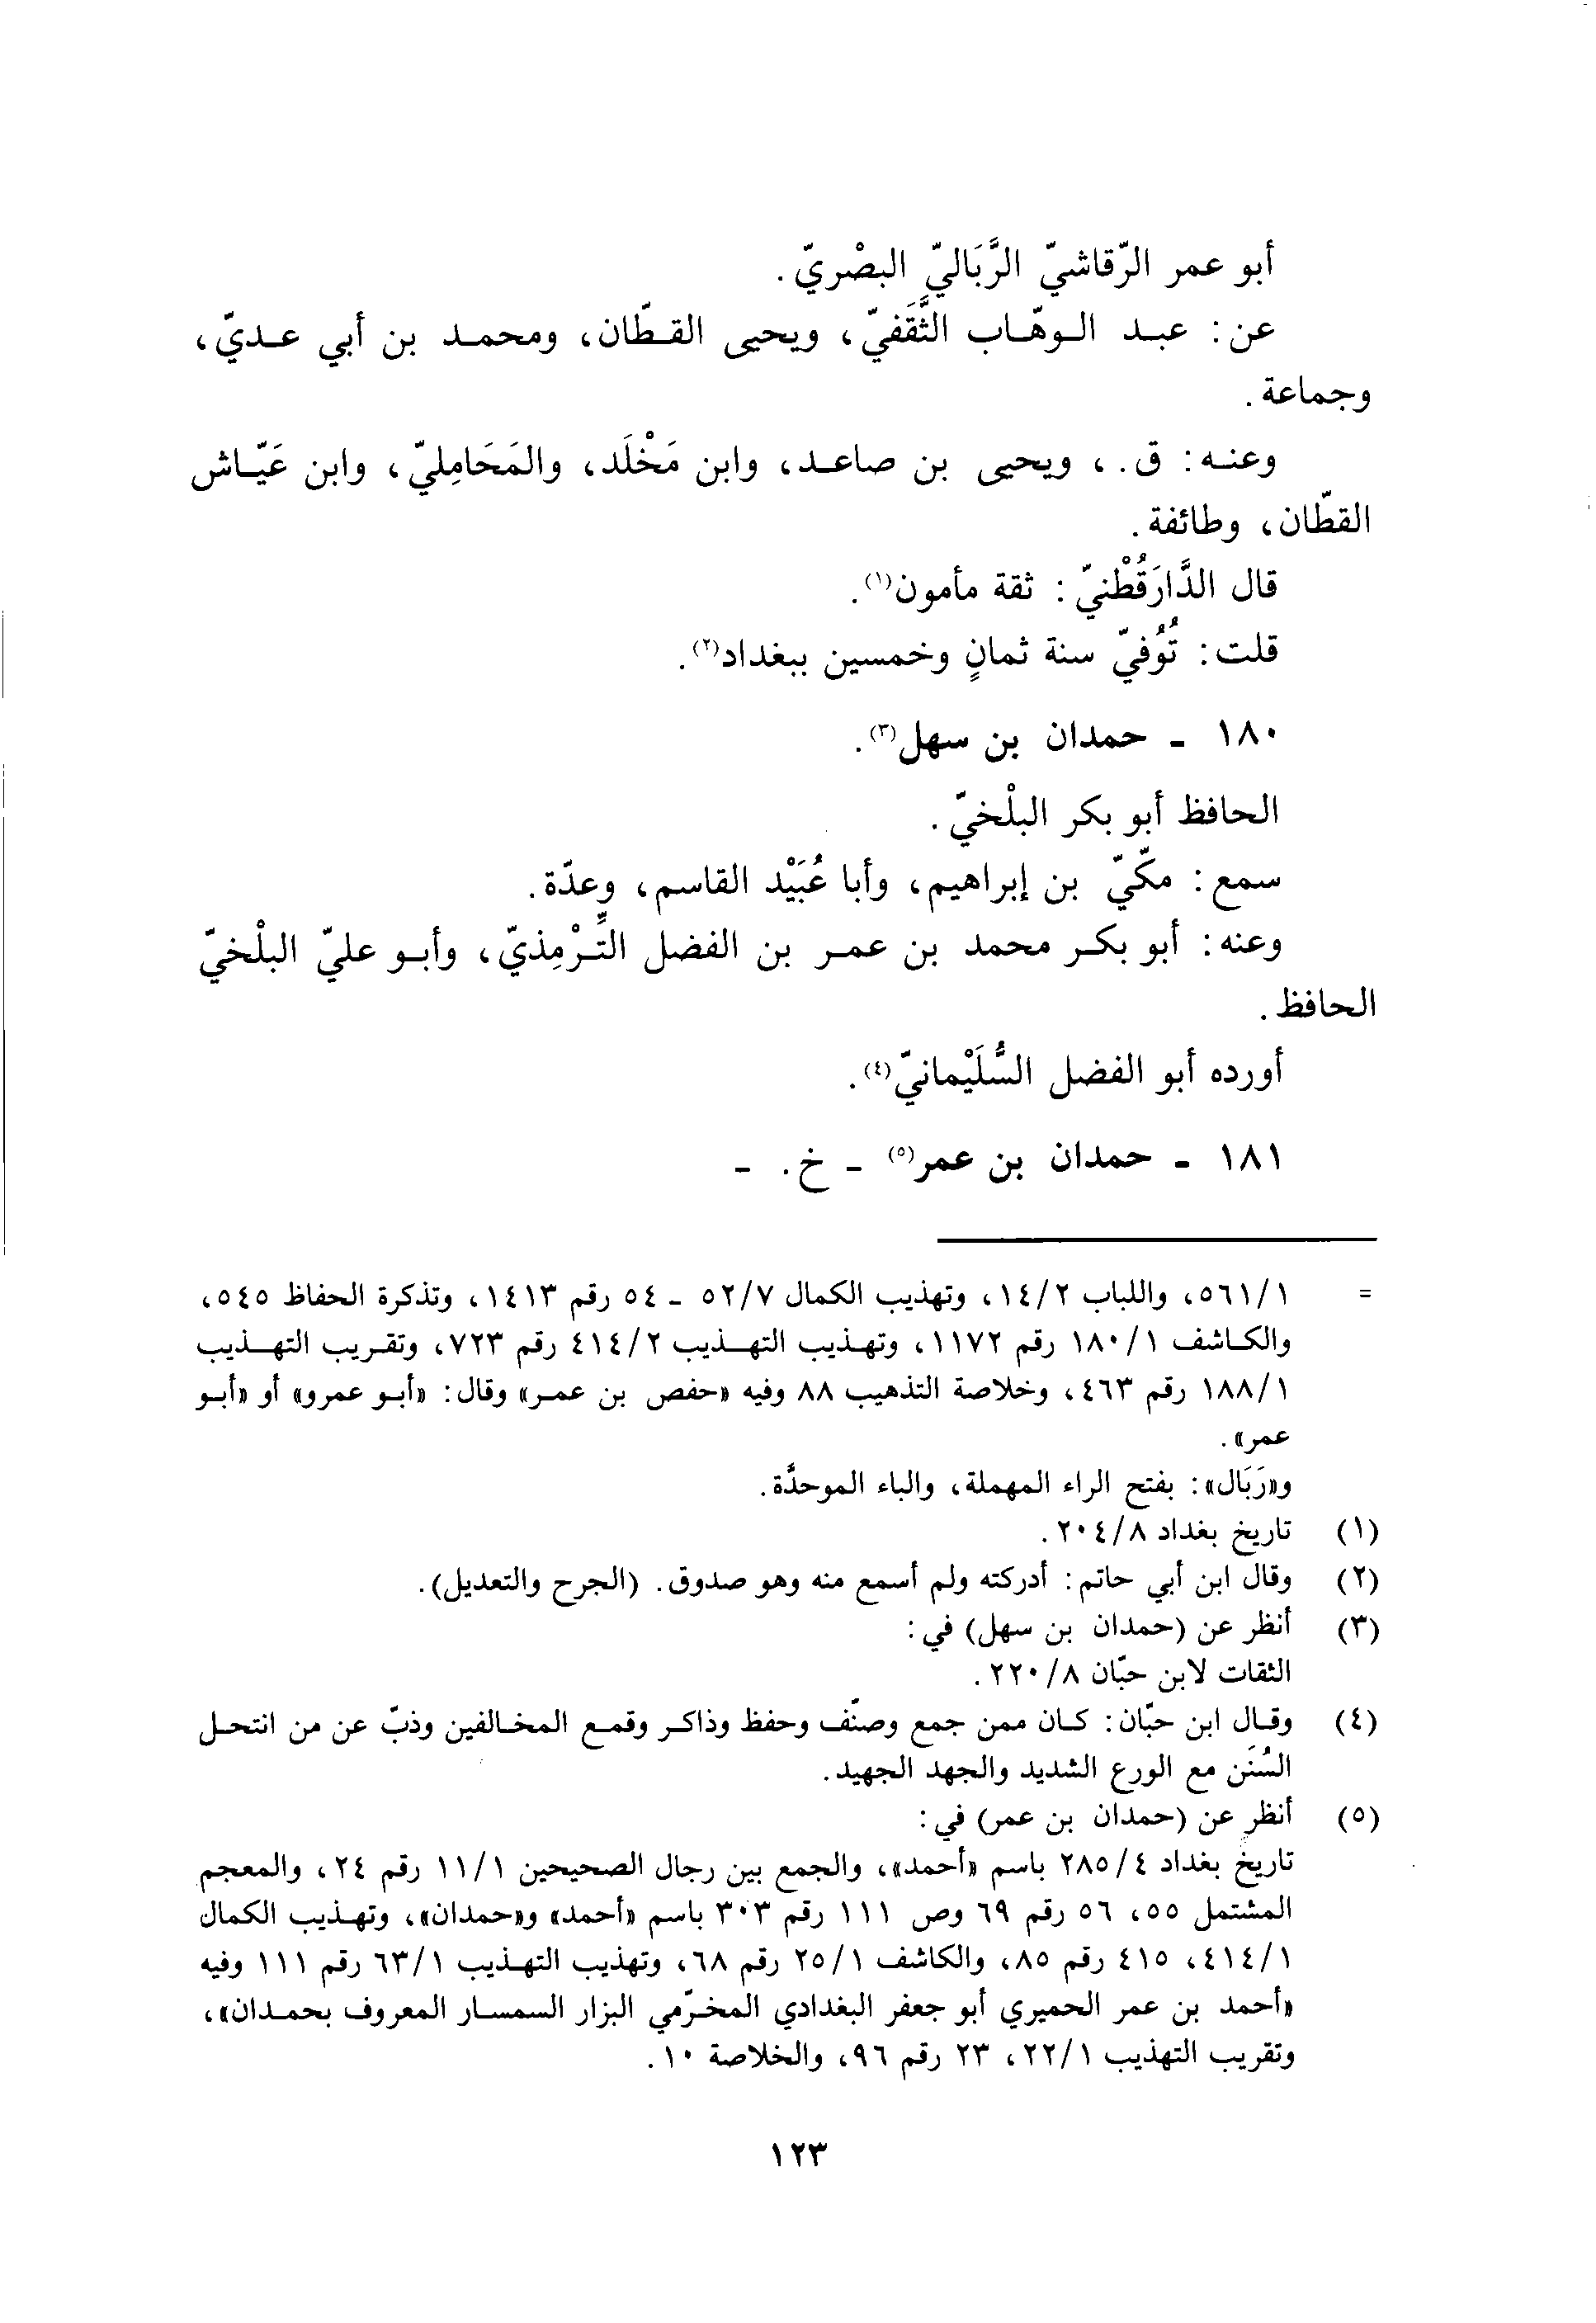 أبو عمر الرّقاشيّ الرَّبَاليّ البصْريّ.
عن: عبد الوهّاب الثَّقَفيّ، ويحيى القطّان، ومحمد بن أبي عديّ،
وجماعة.
وعنه: ق.، ويحيى بن صاعد، وابن مَخْلَد، والمَحَامِليّ، وابن عَيّاش
القطّان، وطائفة.
قال الدَّارَقُطْنيّ: ثقة مأمون(١).
قلت: تُوُفيّ سنة ثمانٍ وخمسين ببغداد(٢).
١٨٠ - حمدان بن سهل(٣).
الحافظ أبو بكر البلْخيّ.
سمع: مكّيّ بن إبراهيم، وأبا عُبَيْد القاسم، وعدّة.
وعنه: أبو بكر محمد بن عمر بن الفضل التِّرْمِذيّ، وأبو عليّ البلْخيّ
الحافظ.
أورده أبو الفضل السُّلَيْمانيّ(٤).
١٨١ - حمدان بن عمر(٥) - خ. -
= ٥٦١/١، واللباب ١٤/٢، وتهذيب الكمال ٥٢/٧ - ٥٤ رقم ١٤١٣، وتذكرة الحفاظ ٥٤٥،
والكاشف ١٨٠/١ رقم ١١٧٢، وتهذيب التهذيب ٤١٤/٢ رقم ٧٢٣، وتقريب التهذيب
١٨٨/١ رقم ٤٦٣، وخلاصة التذهيب ٨٨ وفيه «حفص بن عمر» وقال: «أبو عمرو» أو «أبو
عمر».
و«رَبَال»: بفتح الراء المهملة، والباء الموحدَّة.
(١) تاريخ بغداد ٢٠٤/٨.
(٢) وقال ابن أبي حاتم: أدركته ولم أسمع منه وهو صدوق. (الجرح والتعديل).
(٣) أنظر عن (حمدان بن سهل) في:
الثقات لابن حبّان ٢٢٠/٨.
(٤) وقال ابن حبّان: كان ممن جمع وصنّف وحفظ وذاكر وقمع المخالفين وذبّ عن من انتحل
السُنَن مع الورع الشديد والجهد الجهيد.
(٥) أنظر عن (حمدان بن عمر) في:
تاريخ بغداد ٢٨٥/٤ باسم «أحمد»، والجمع بين رجال الصحيحين ١١/١ رقم ٢٤، والمعجم
المشتمل ٥٥، ٥٦ رقم ٦٩ وص ١١١ رقم ٣٠٣ باسم «أحمد» و«حمدان»، وتهذيب الكمال
٤١٤/١، ٤١٥ رقم ٨٥، والكاشف ٢٥/١ رقم ٦٨، وتهذيب التهذيب ٦٣/١ رقم ١١١ وفيه
«أحمد بن عمر الحميري أبو جعفر البغدادي المخرّمي البزار السمسار المعروف بحمدان»،
وتقريب التهذيب ٢٢/١، ٢٣ رقم ٩٦، والخلاصة ١٠.
١٢٣